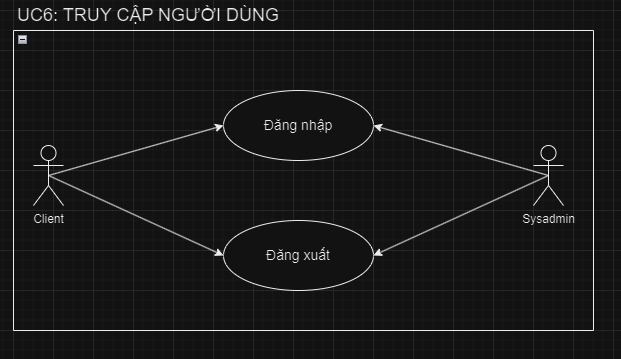 UC6: TRUY CẬP NGƯỜI DÙNG
Đăng nhập
Client
Sysadmin
Đăng xuất